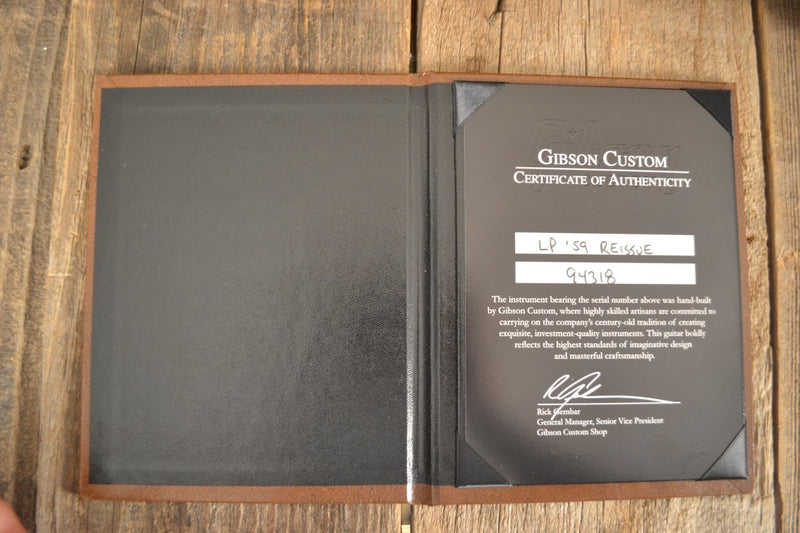 Gibson
GIBSON CUSTOM
CERTIFICATE OF AUTHENTICITY
LP '59 REISSUE
94318
The instrument bearing the serial number above was hand-built
by Gibson Custom, where highly skilled artisans are committed to
carrying on the company's century-old tradition of creating
exquisite, investment-quality instruments. This guitar boldly
reflects the highest standards of imaginative design
and masterful craftsmanship.
Rick Gembar
General Manager, Senior Vice President
Gibson Custom Shop